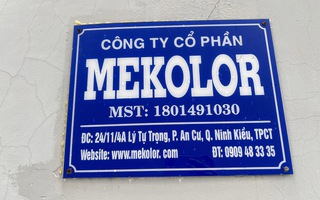 CÔNG TY CỔ PHẦN
MEKOLOR
MST: 1801491030
ĐC: 24/11/4A Lý Tự Trọng, P. An Cư, Q. Ninh Kiều, TPCT
Website: www.mekolor. com ĐT: 0909 48 33 35